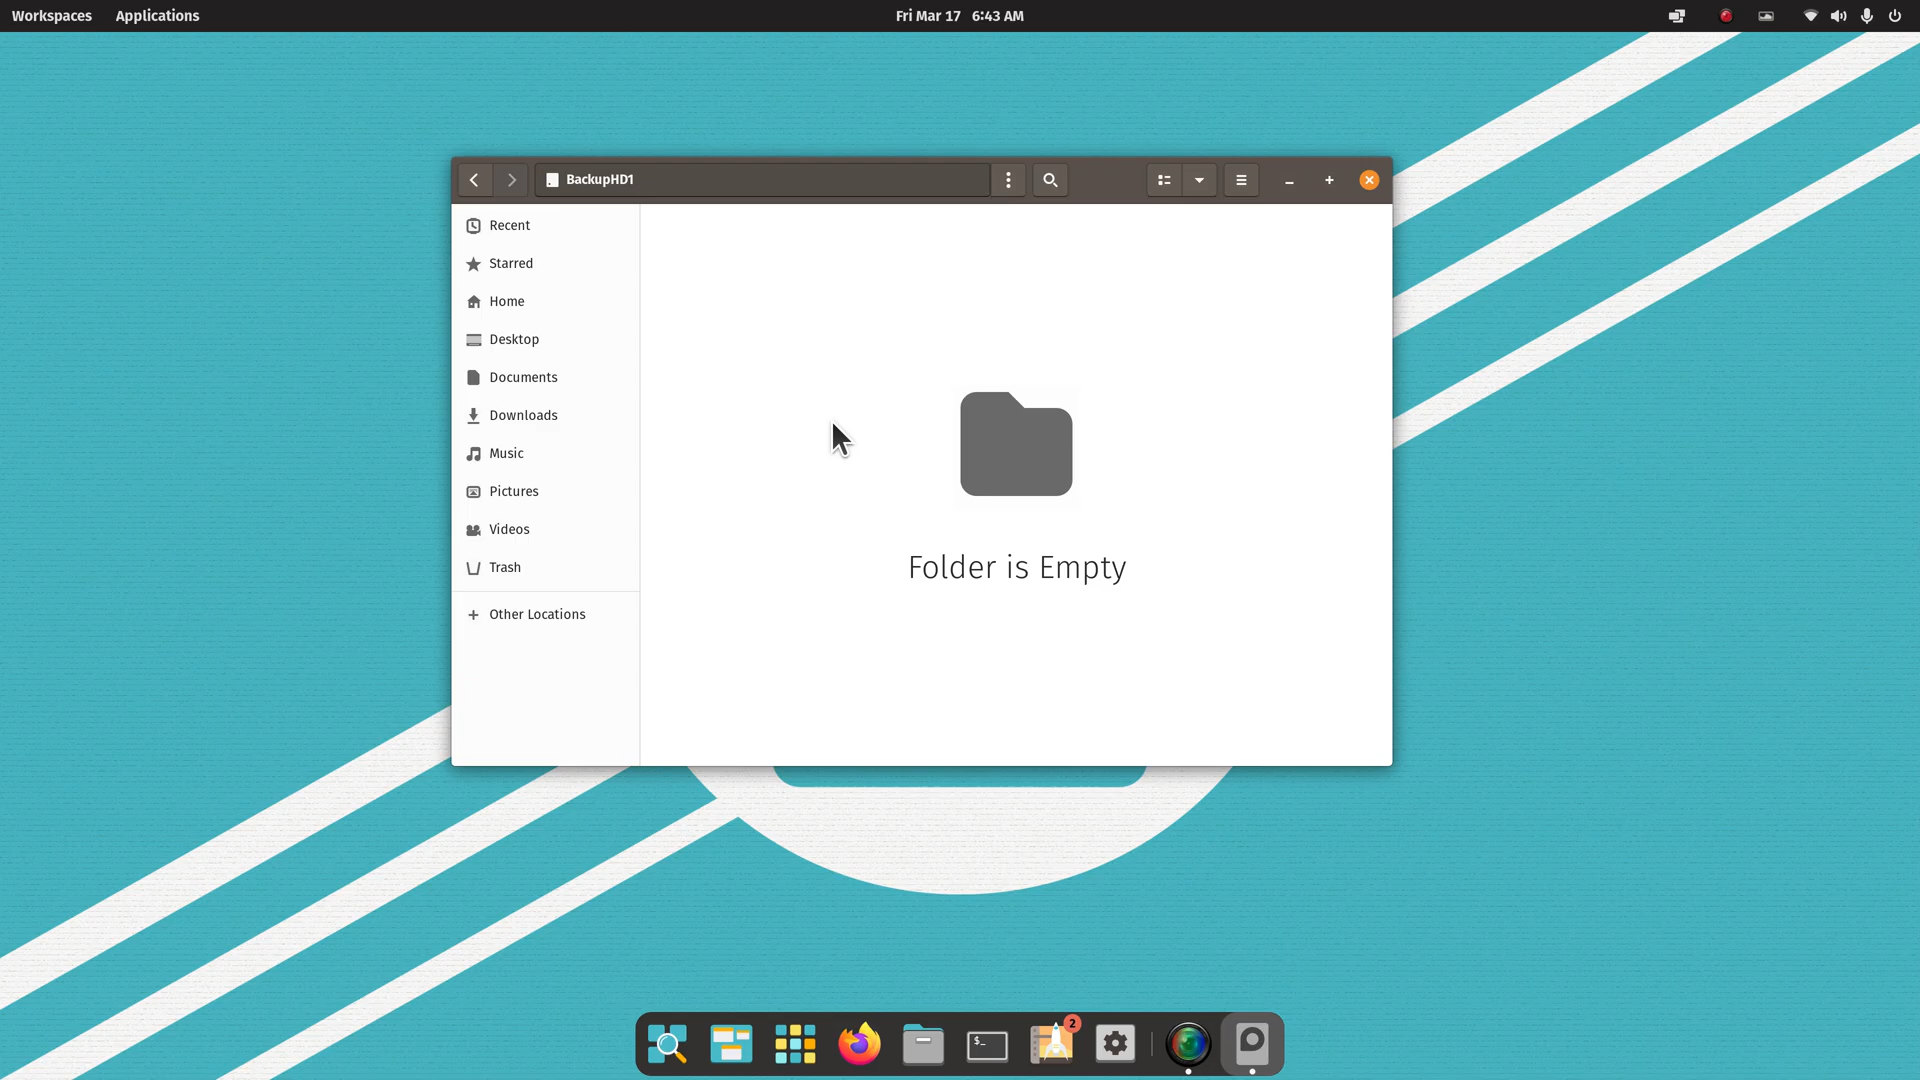 Workspaces Applications Fri Mar 17 6:43 AM
BackupHD1
Recent
Starred
Home
Desktop
Documents
Downloads
Music
Pictures
Videos
Trash
Other Locations
Folder is Empty
$_
2